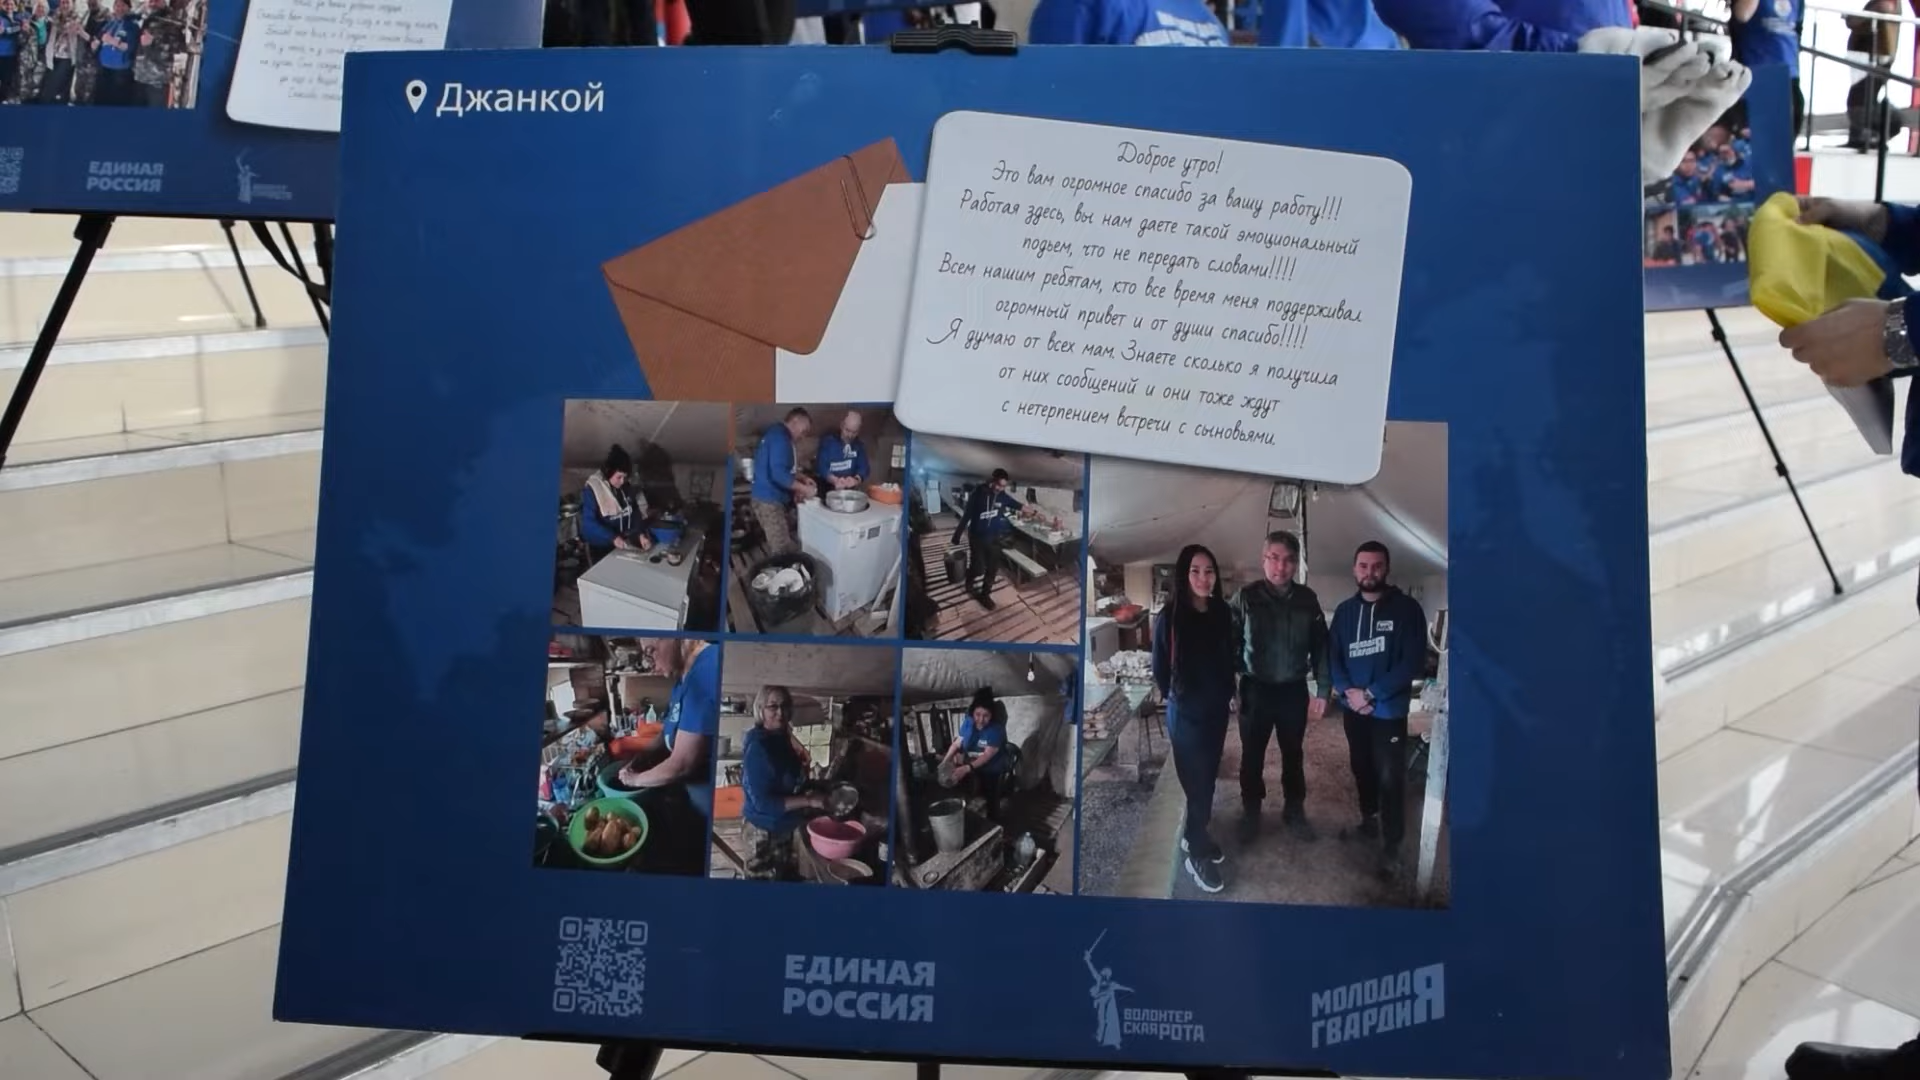 Джанкой
Доброе утро!
Это вам огромное спасибо за вашу работу!!!
Работая здесь, вы нам даете такой эмоциональный
подьем, что не передать словами!!!!
Всем нашим ребятам, кто все время меня поддерживал
огромный привет и от души спасибо!!!!
Я думаю от всех мам. Знаете сколько я получила
от них сообщений и они тоже ждут
с нетерпением встречи с сыновьями.
МОЛОДАЯ
ГВАРДИЯ
ЕДИНАЯ
РОССИЯ
ВОЛОНТЕР
СКАЯ РОТА
МОЛОДАЯ
ГВАРДИЯ
ЕДИНАЯ
РОССИЯ